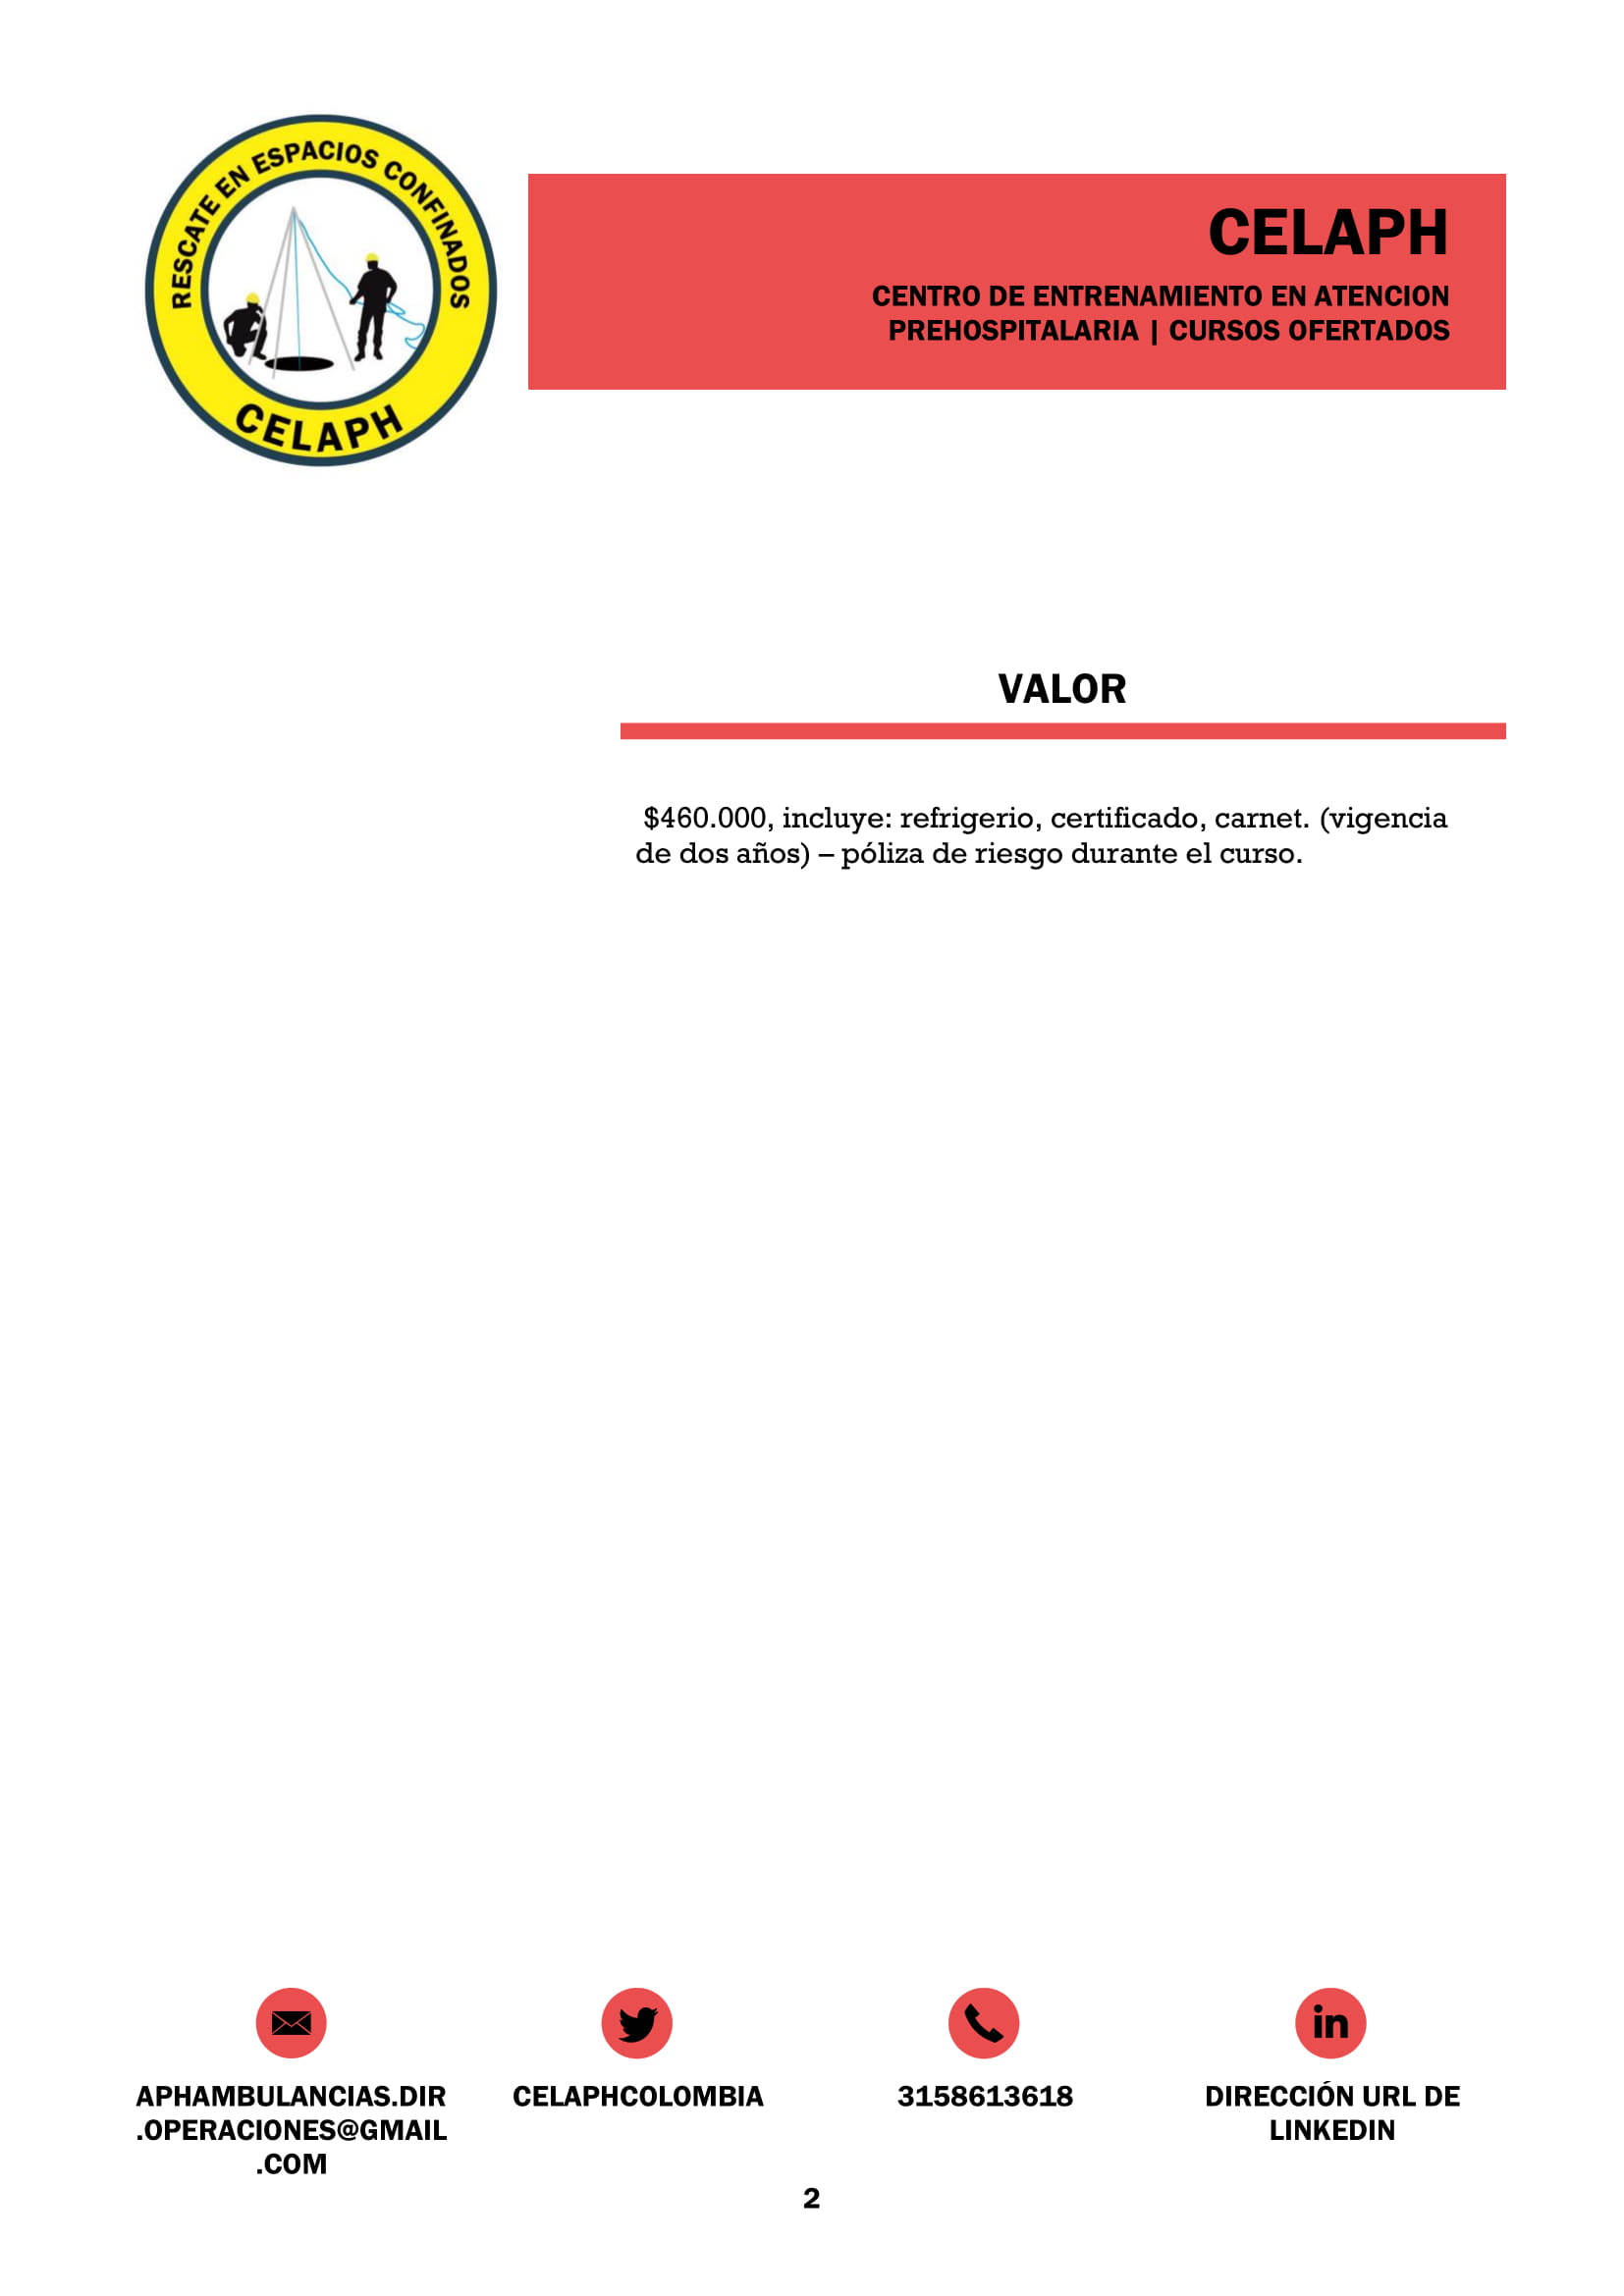 RESCATE EN ESPACIOS CONFINADOS
CELAPH
CELAPH
CENTRO DE ENTRENAMIENTO EN ATENCION
PREHOSPITALARIA | CURSOS OFERTADOS
VALOR
$460.000, incluye: refrigerio, certificado, carnet. (vigencia
de dos años) – póliza de riesgo durante el curso.
in
APHAMBULANCIAS.DIR
.OPERACIONES@GMAIL
.COM
CELAPHCOLOMBIA
3158613618
DIRECCIÓN URL DE
LINKEDIN
2